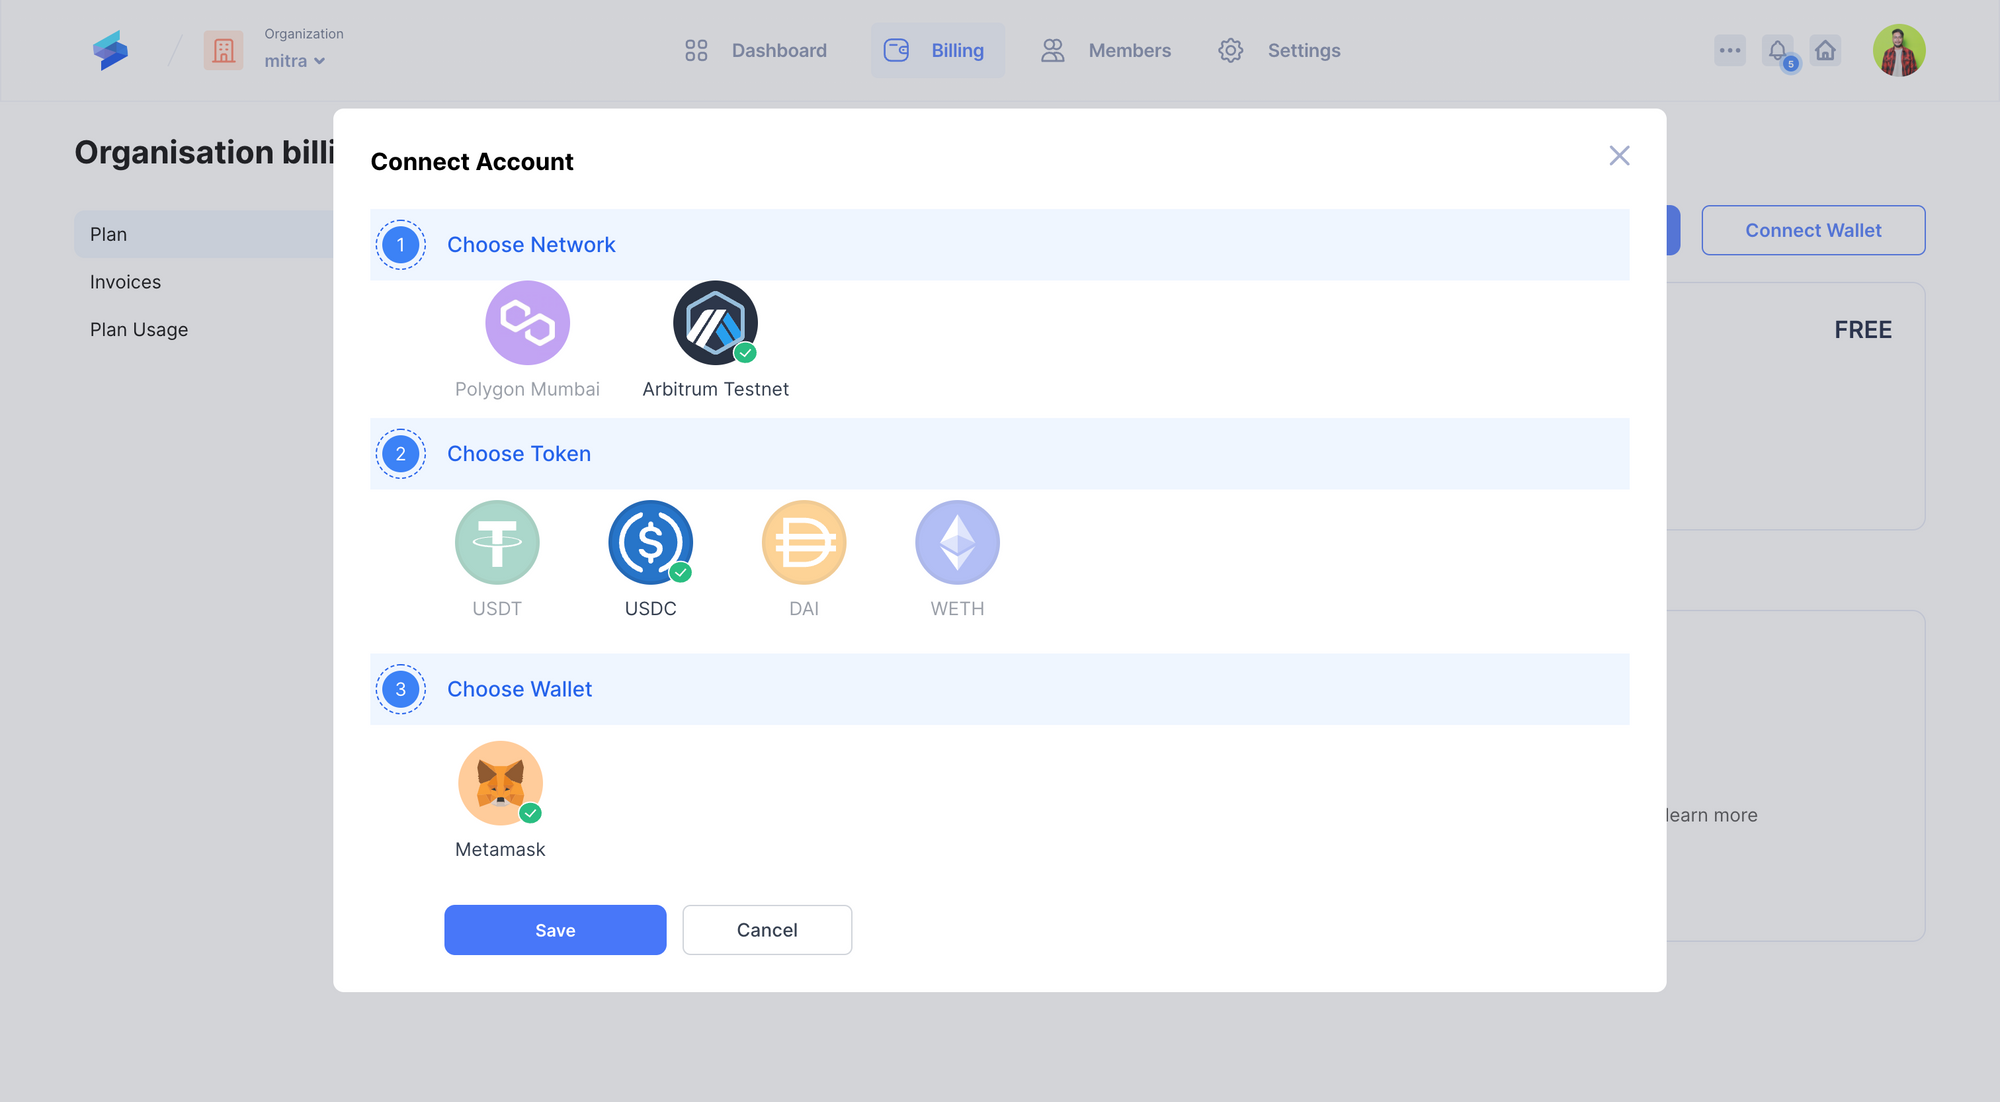 Organization
mitra
Dashboard
Billing
Members
Settings
5
Organisation billi
Plan
Invoices
Plan Usage
Connect Wallet
FREE
learn more
Connect Account
1
Choose Network
Polygon Mumbai
Arbitrum Testnet
2
Choose Token
USDT
USDC
DAI
WETH
3
Choose Wallet
Metamask
Save
Cancel